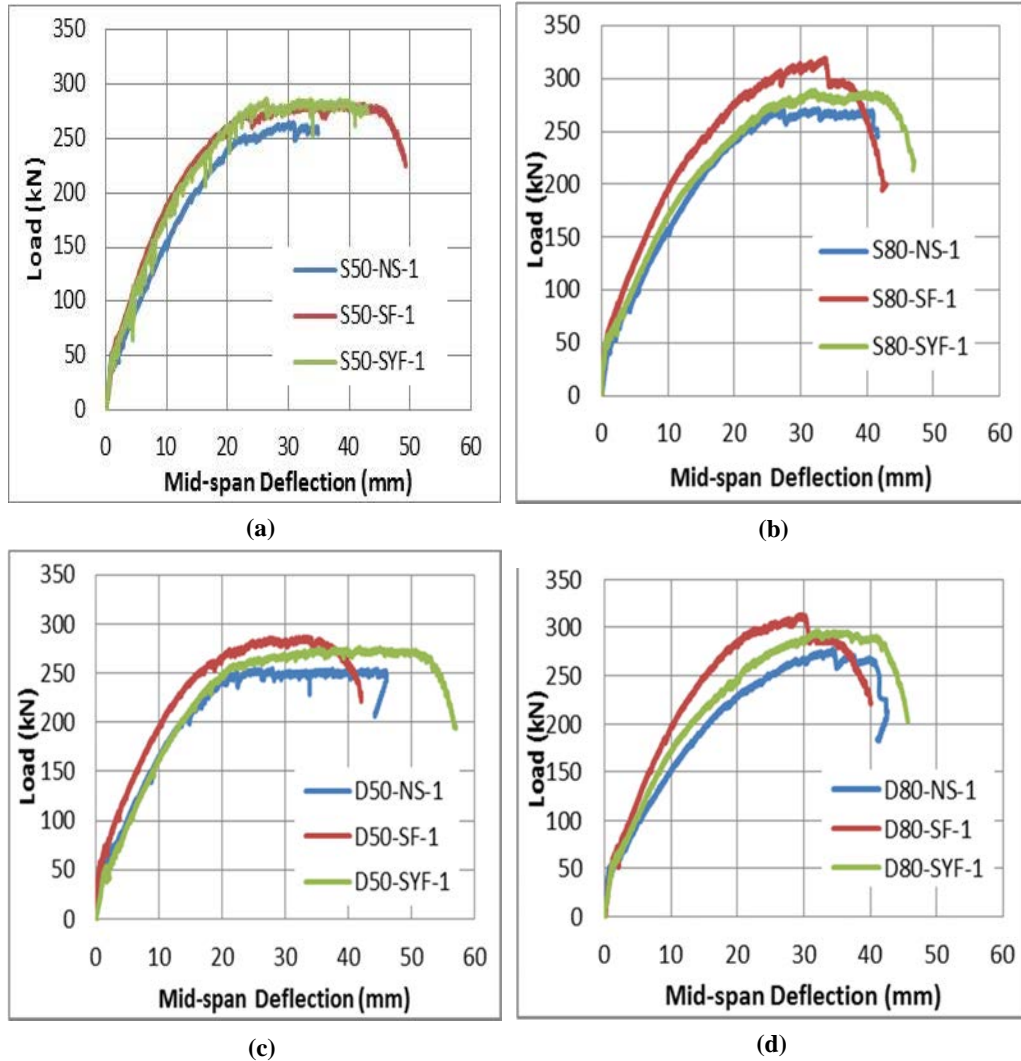 350
300
250
200
150
100
50
0
Load (kN)
S50-NS-1
S50-SF-1
S50-SYF-1
0 10 20 30 40 50 60
Mid-span Deflection (mm)
(a)
350
300
250
200
150
100
50
0
Load (kN)
S80-NS-1
S80-SF-1
S80-SYF-1
0 10 20 30 40 50 60
Mid-span Deflection (mm)
(b)
350
300
250
200
150
100
50
0
Load (kN)
D50-NS-1
D50-SF-1
D50-SYF-1
0 10 20 30 40 50 60
Mid-span Deflection (mm)
(c)
350
300
250
200
150
100
50
0
Load (kN)
D80-NS-1
D80-SF-1
D80-SYF-1
0 10 20 30 40 50 60
Mid-span Deflection (mm)
(d)